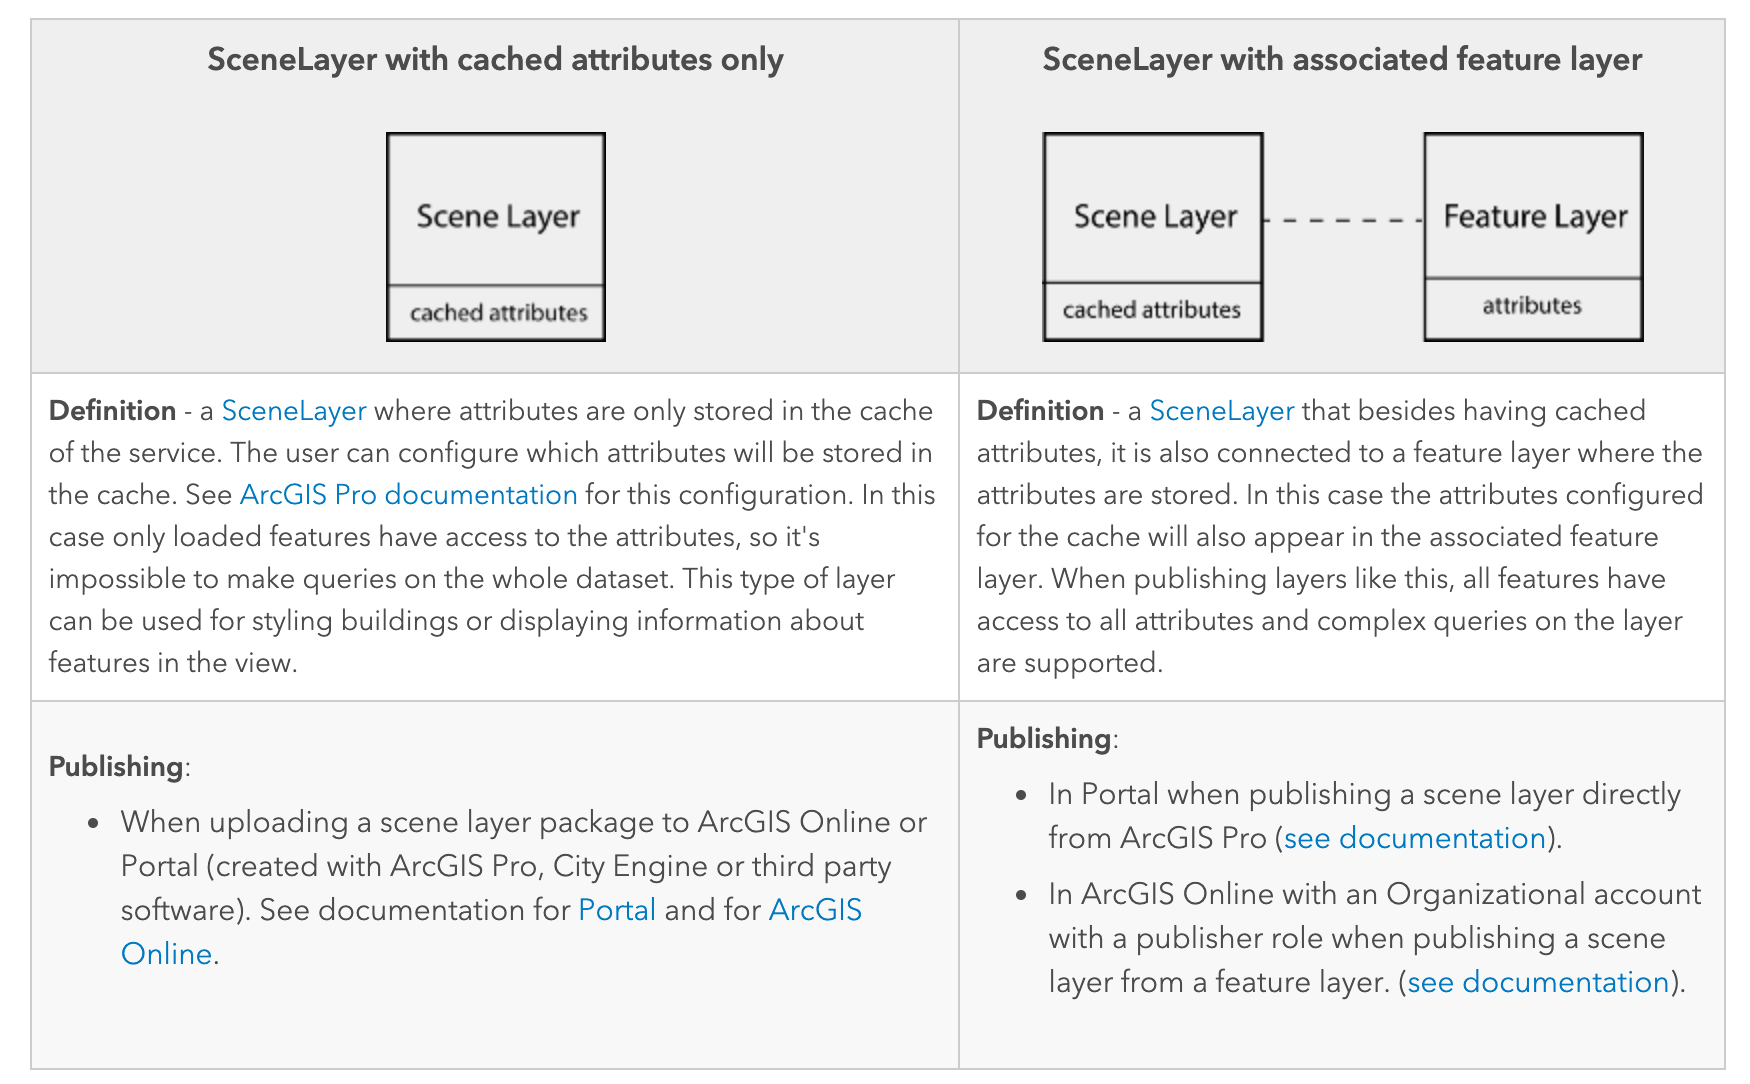 SceneLayer with cached attributes only
Scene Layer
cached attributes
SceneLayer with associated feature layer
Scene Layer
cached attributes
Feature Layer
attributes
Definition - a SceneLayer where attributes are only stored in the cache
of the service. The user can configure which attributes will be stored in
the cache. See ArcGIS Pro documentation for this configuration. In this
case only loaded features have access to the attributes, so it's
impossible to make queries on the whole dataset. This type of layer
can be used for styling buildings or displaying information about
features in the view.
Definition - a SceneLayer that besides having cached
attributes, it is also connected to a feature layer where the
attributes are stored. In this case the attributes configured
for the cache will also appear in the associated feature
layer. When publishing layers like this, all features have
access to all attributes and complex queries on the layer
are supported.
Publishing:
• When uploading a scene layer package to ArcGIS Online or
Portal (created with ArcGIS Pro, City Engine or third party
software). See documentation for Portal and for ArcGIS
Online.
Publishing:
• In Portal when publishing a scene layer directly
from ArcGIS Pro (see documentation).
• In ArcGIS Online with an Organizational account
with a publisher role when publishing a scene
layer from a feature layer. (see documentation).